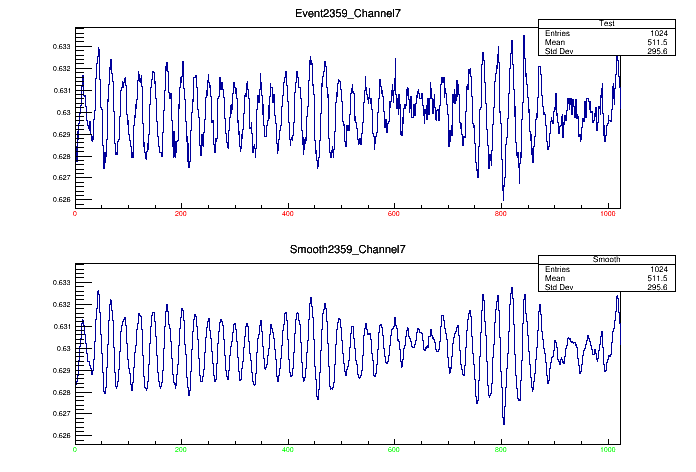 Event2359_Channel7
Test
Entries 1024
Mean 511.5
Std Dev 295.6
0.633
0.632
0.631
0.63
0.629
0.628
0.627
0.626
0 200 400 600 800 1000
Smooth2359_Channel7
Smooth
Entries 1024
Mean 511.5
Std Dev 295.6
0.633
0.632
0.631
0.63
0.629
0.628
0.627
0.626
0 200 400 600 800 1000